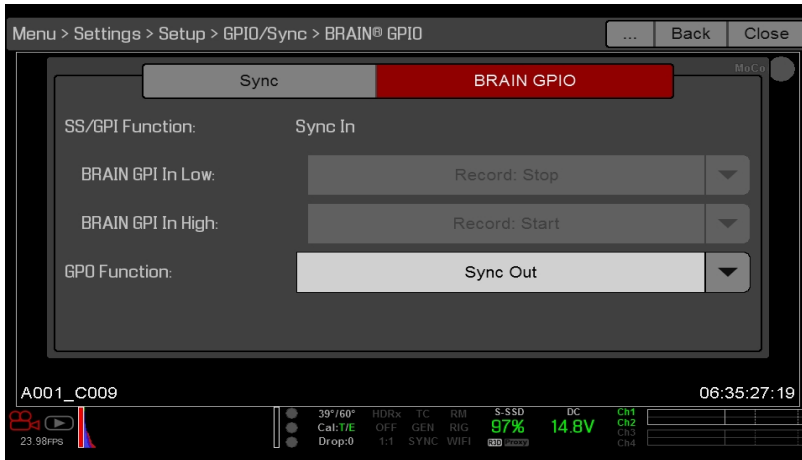 Menu > Settings > Setup > GPIO/Sync > BRAIN® GPIO ... Back Close
MoCo
Sync BRAIN GPIO
SS/GPI Function: Sync In
BRAIN GPI In Low: Record: Stop
BRAIN GPI In High: Record: Start
GPO Function: Sync Out
A001_C009 06:35:27:19
39°/60° HDRx TC RM S-SSD DC Ch1
Cal:T/E OFF GEN RIG 97% 14.8V Ch2
23.98FPS Drop:0 1:1 SYNC WIFI R3D Proxy Ch3
Ch4